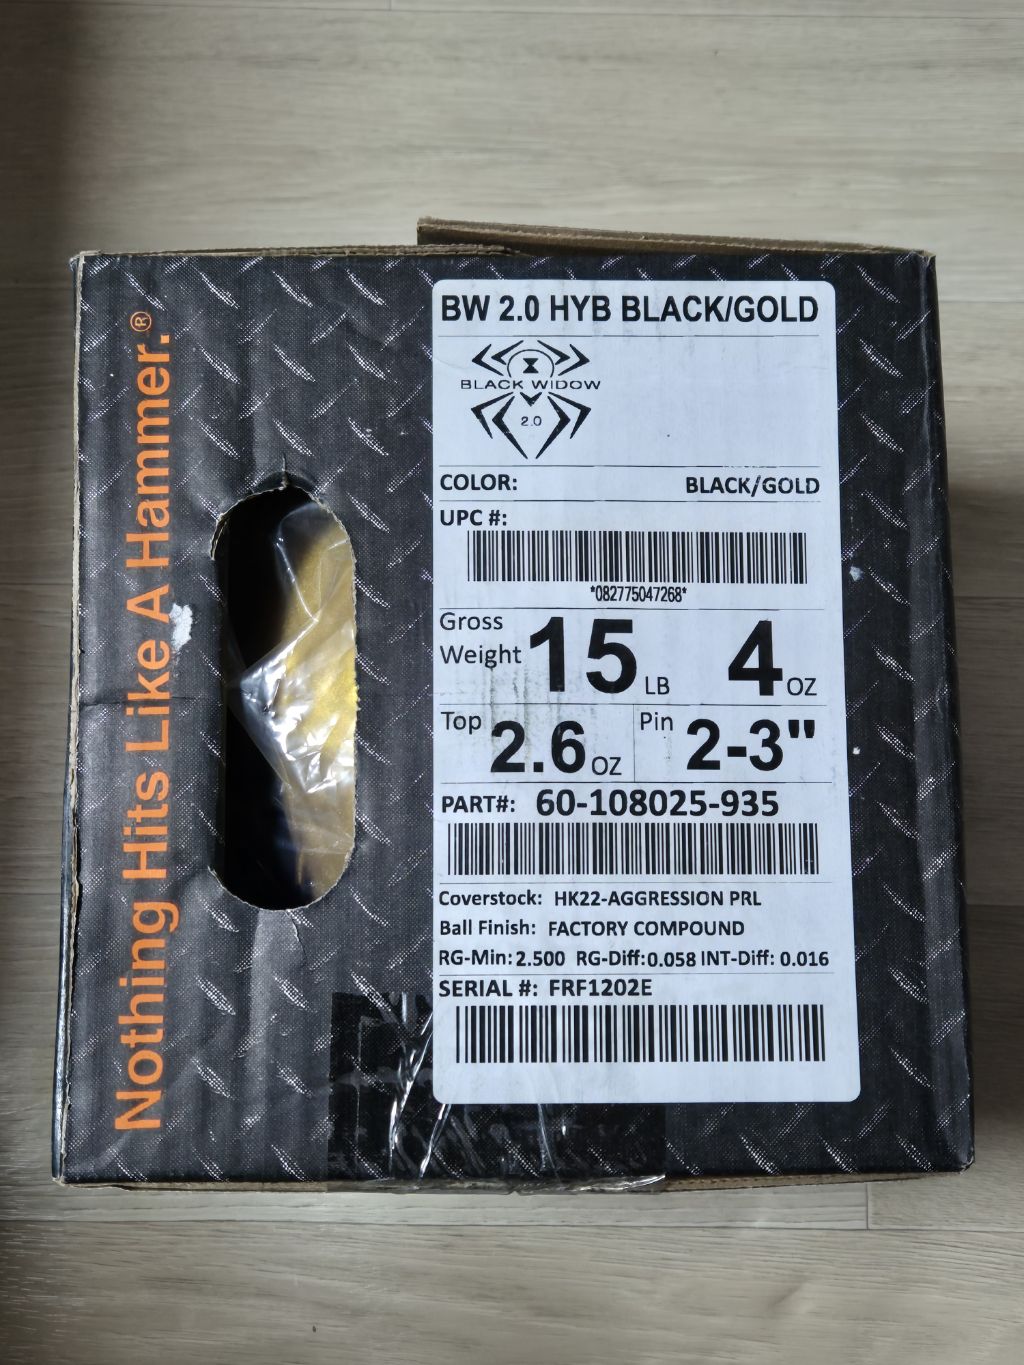 Nothing Hits Like A Hammer.®
BW 2.0 HYB BLACK/GOLD
BLACK WIDOW
2.0
COLOR: BLACK/GOLD
UPC #:
*082775047268*
Gross Weight 15 LB 4 OZ
Top 2.6 OZ Pin 2-3"
PART#: 60-108025-935
Coverstock: HK22-AGGRESSION PRL
Ball Finish: FACTORY COMPOUND
RG-Min: 2.500 RG-Diff: 0.058 INT-Diff: 0.016
SERIAL #: FRF1202E